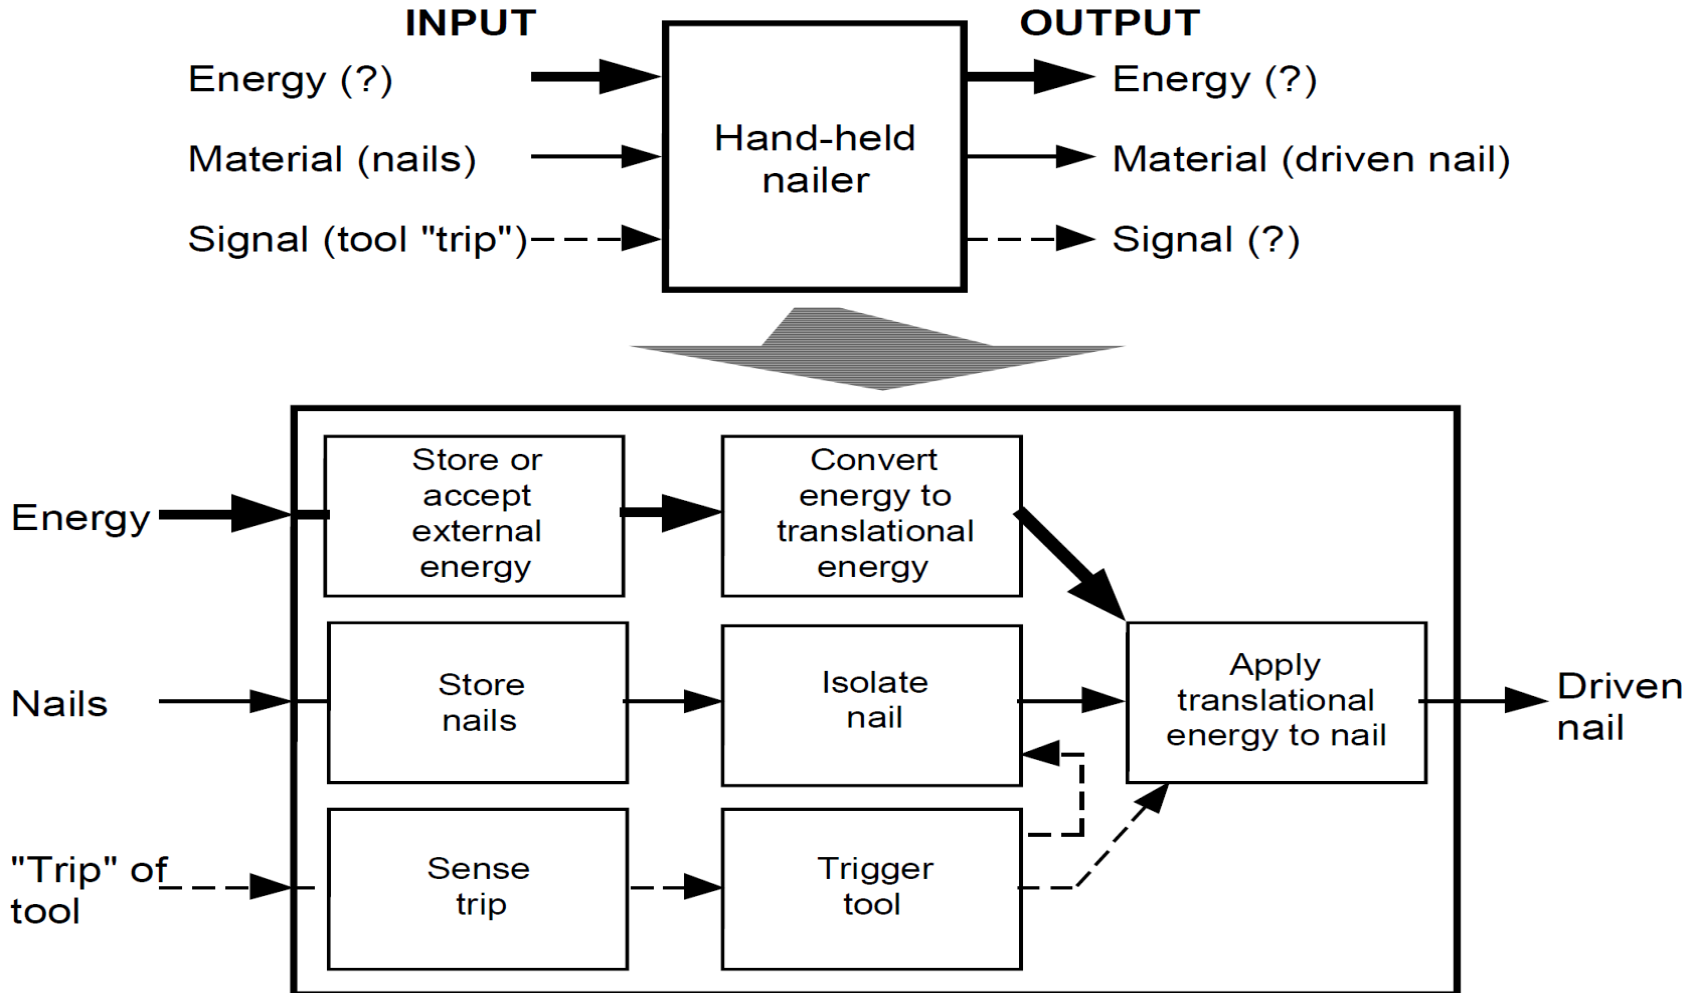 INPUT
OUTPUT
Energy (?)
Energy (?)
Hand-held
nailer
Material (nails)
Material (driven nail)
Signal (tool "trip")
Signal (?)
Energy
Store or
accept
external
energy
Convert
energy to
translational
energy
Nails
Store
nails
Isolate
nail
Apply
translational
energy to nail
Driven
nail
"Trip" of
tool
Sense
trip
Trigger
tool